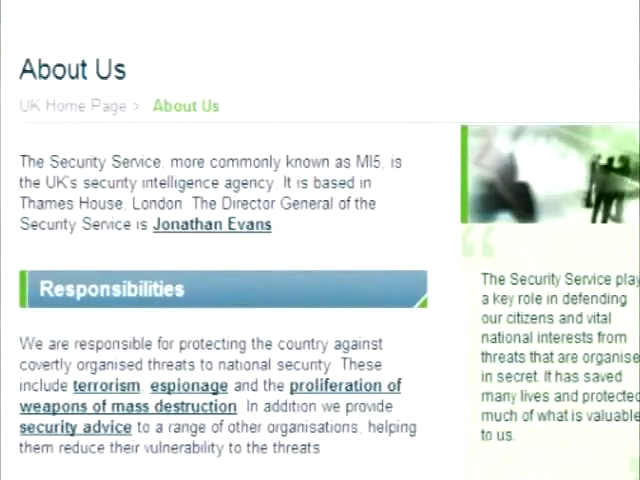 About Us
UK Home Page > About Us
The Security Service, more commonly known as MI5, is
the UK's security intelligence agency. It is based in
Thames House, London. The Director General of the
Security Service is Jonathan Evans
Responsibilities
We are responsible for protecting the country against
covertly organised threats to national security. These
include terrorism, espionage and the proliferation of
weapons of mass destruction. In addition we provide
security advice to a range of other organisations, helping
them reduce their vulnerability to the threats.
“
The Security Service play
a key role in defending
our citizens and vital
national interests from
threats that are organise
in secret. It has saved
many lives and protected
much of what is valuable
to us.